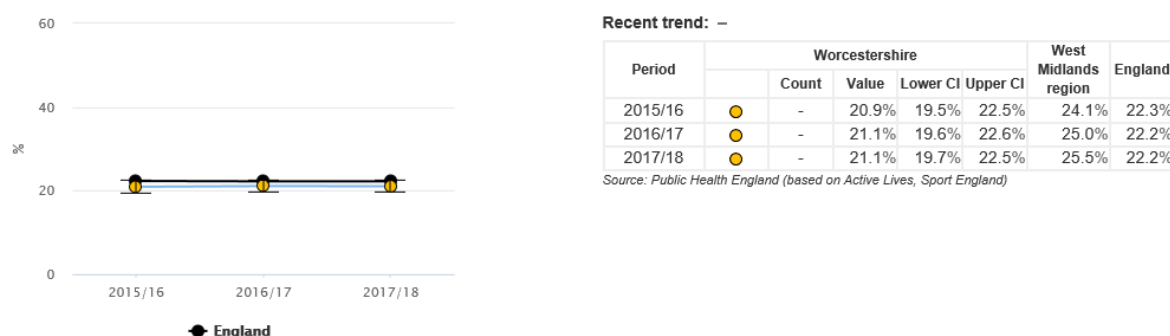 60
40
%
20
0
2015/16 2016/17 2017/18
England
Recent trend: –
Period Worcestershire West Midlands region England
Count Value Lower CI Upper CI
2015/16 - 20.9% 19.5% 22.5% 24.1% 22.3%
2016/17 - 21.1% 19.6% 22.6% 25.0% 22.2%
2017/18 - 21.1% 19.7% 22.5% 25.5% 22.2%
Source: Public Health England (based on Active Lives, Sport England)